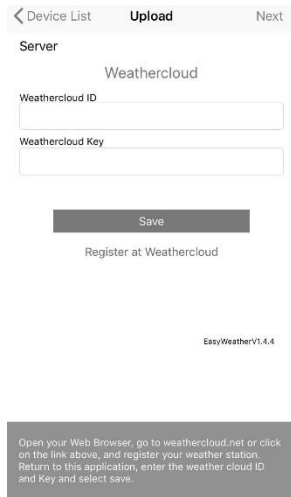 Device List Upload Next
Server
Weathercloud
Weathercloud ID
Weathercloud Key
Save
Register at Weathercloud
EasyWeatherV1.4.4
Open your Web Browser, go to weathercloud.net or click
on the link above, and register your weather station.
Return to this application, enter the weather cloud ID
and Key and select save.